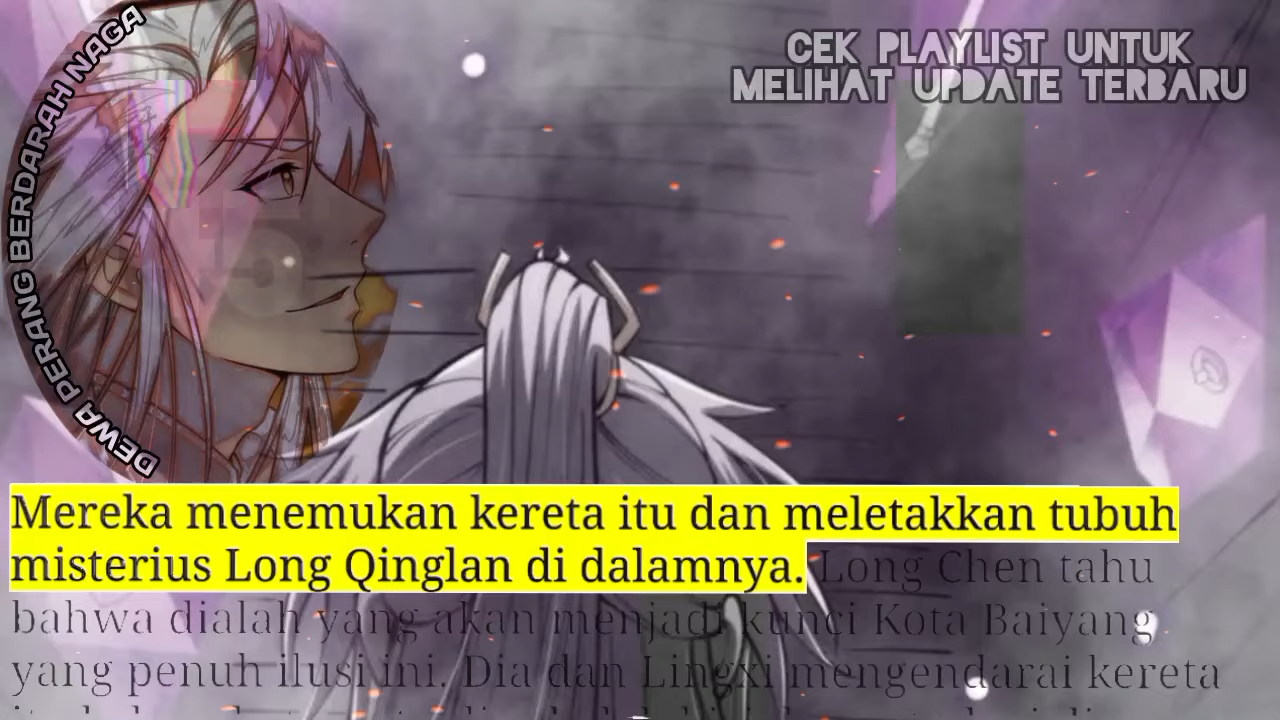 DEWA PERANG BERDARAH NAGA
CEK PLAYLIST UNTUK
MELIHAT UPDATE TERBARU
Mereka menemukan kereta itu dan meletakkan tubuh
misterius Long Qinglan di dalamnya. Long Chen tahu
bahwa dialah yang akan menjadi kunci Kota Baiyang
yang penuh ilusi ini. Dia dan Lingxi mengendarai kereta